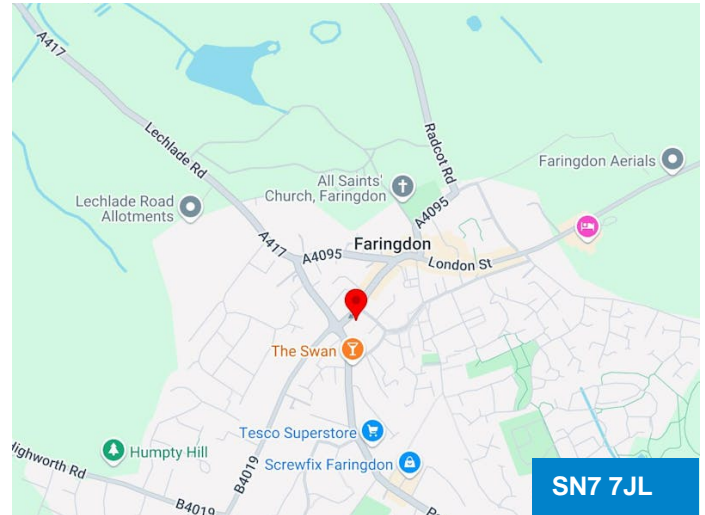 A417
Lechlade Rd
Radcot Rd
All Saints'
Church, Faringdon
Faringdon Aerials
Lechlade Road
Allotments
A4095
A417
A4095
Faringdon
London St
The Swan
Tesco Superstore
Humpty Hill
Screwfix Faringdon
ighworth Rd
B4019
B4019
SN7 7JL